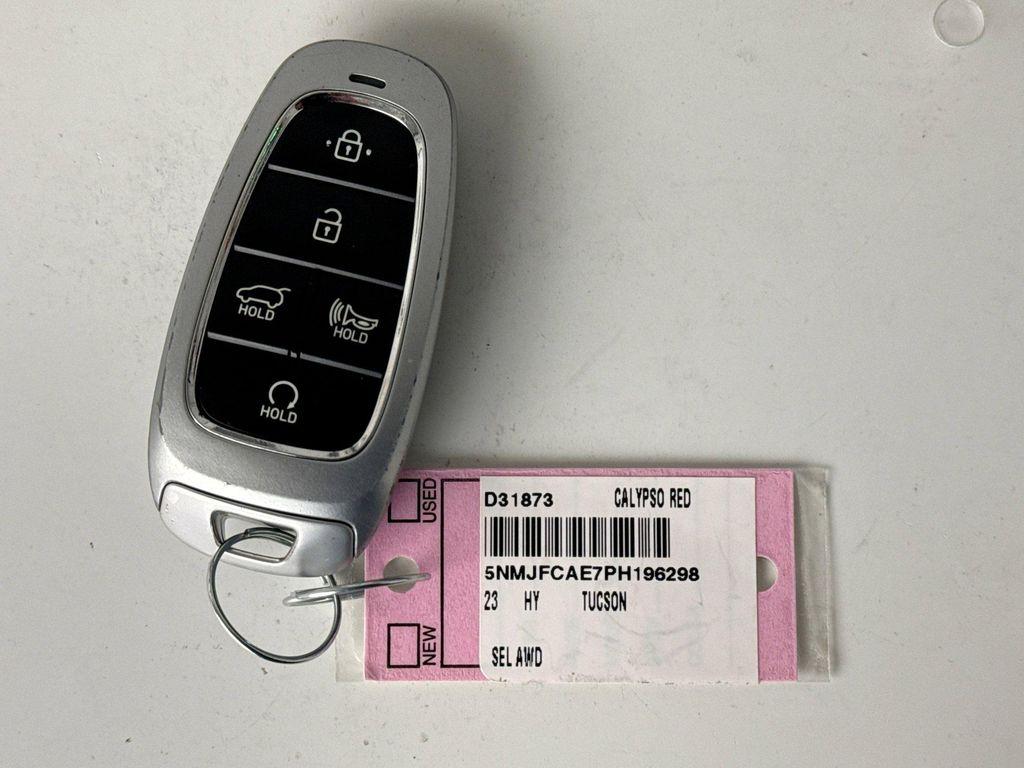 HOLD
HOLD
HOLD
USED
NEW
D31873 CALYPSO RED
5NMJFCAE7PH196298
23 HY TUCSON
SEL AWD